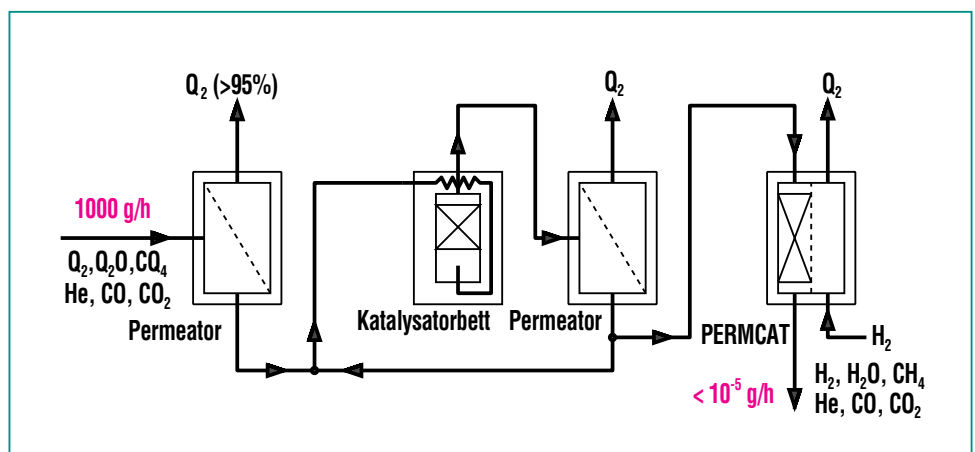 Q₂ (>95%)
1000 g/h
Q₂,Q₂O,CQ₄
He, CO, CO₂
Permeator
Katalysatorbett
Q₂
Permeator
Q₂
PERMCAT
H₂
< 10⁻⁵ g/h
H₂, H₂O, CH₄
He, CO, CO₂